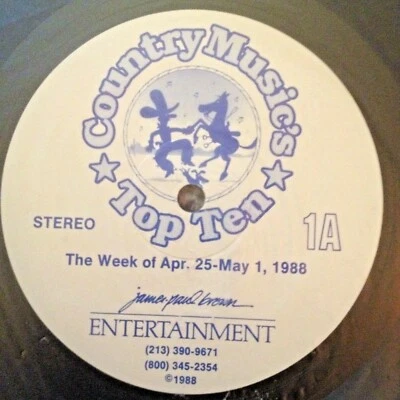 Country Music's
Top Ten
STEREO
1A
The Week of Apr. 25-May 1, 1988
james paul brown
ENTERTAINMENT
(213) 390-9671
(800) 345-2354
©1988